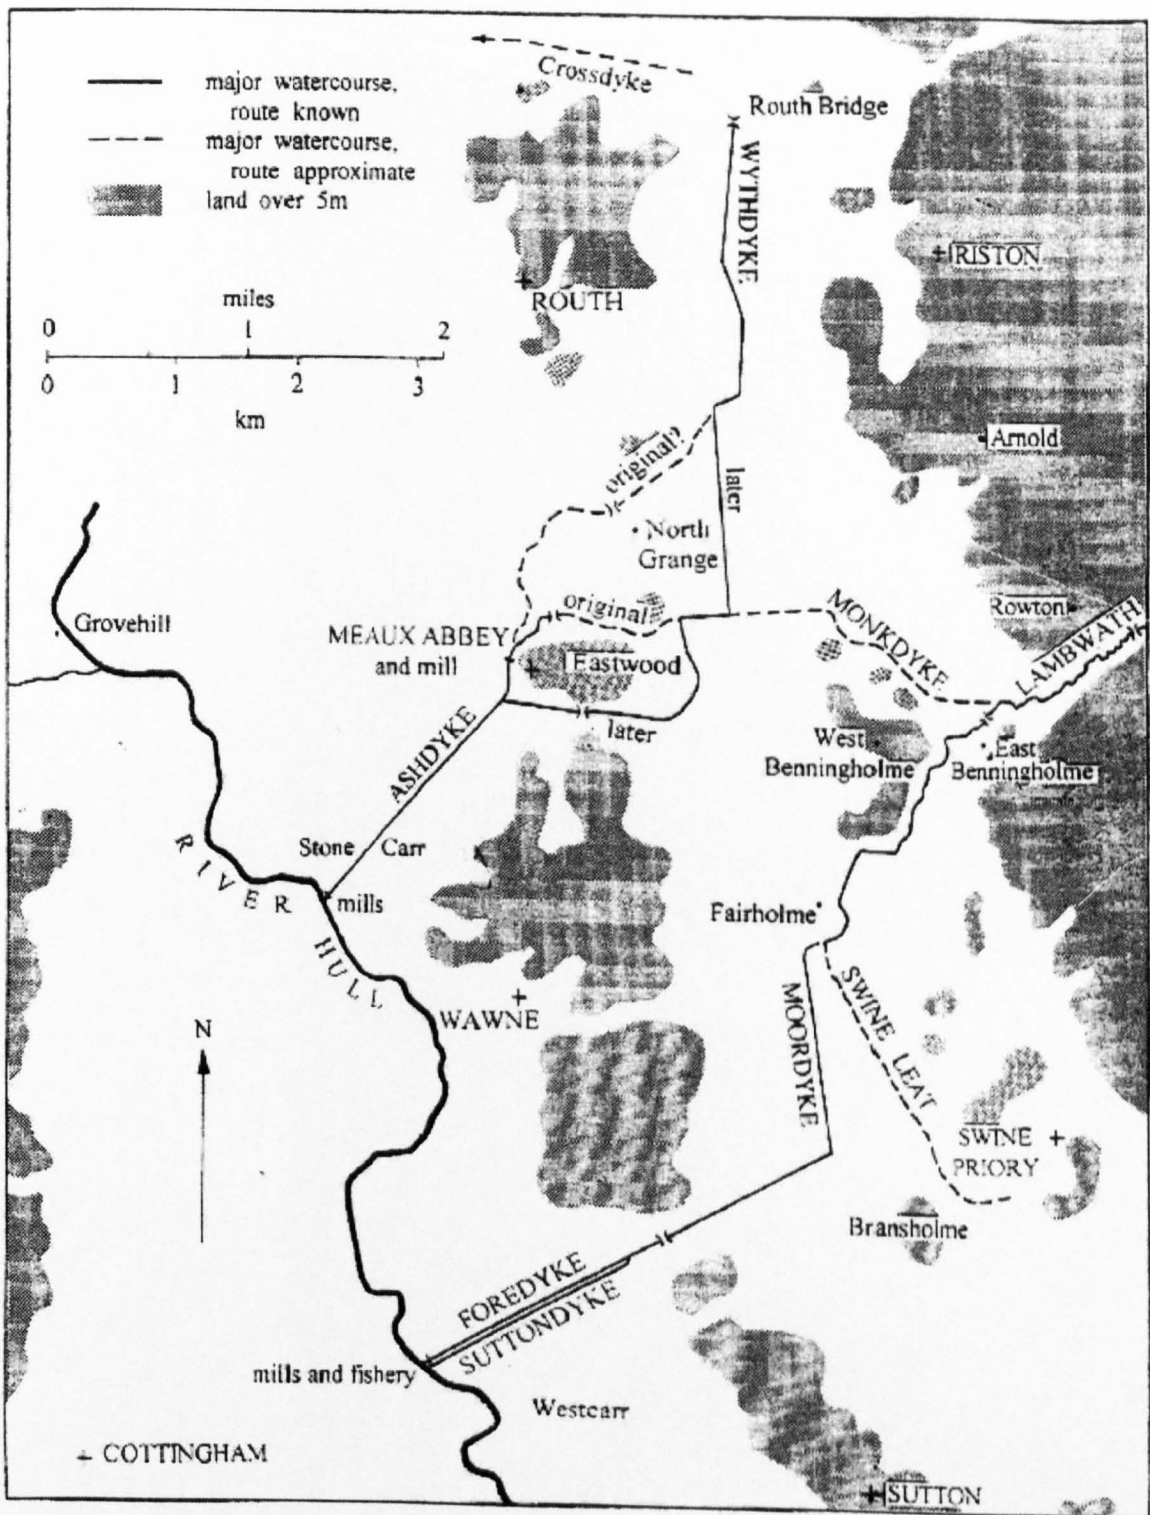 major watercourse,
route known
major watercourse,
route approximate
land over 5m
miles
0 1 2
0 1 2 3
km
Crossdyke
Routh Bridge
WYTHDYKE
RISTON
ROUTH
Arnold
original?
later
North
Grange
Grovehill
original
MONKDYKE
Rowton
LAMBWATH
MEAUX ABBEY
and mill
Eastwood
later
ASHDYKE
West
Benningholme
East
Benningholme
Stone Carr
RIVER HULL
mills
Fairholme
WAWNE
N
MOORDYKE
SWINE LEAT
SWINE
PRIORY
Bransholme
FOREDYKE
SUTTONDYKE
mills and fishery
Westcarr
COTTINGHAM
SUTTON